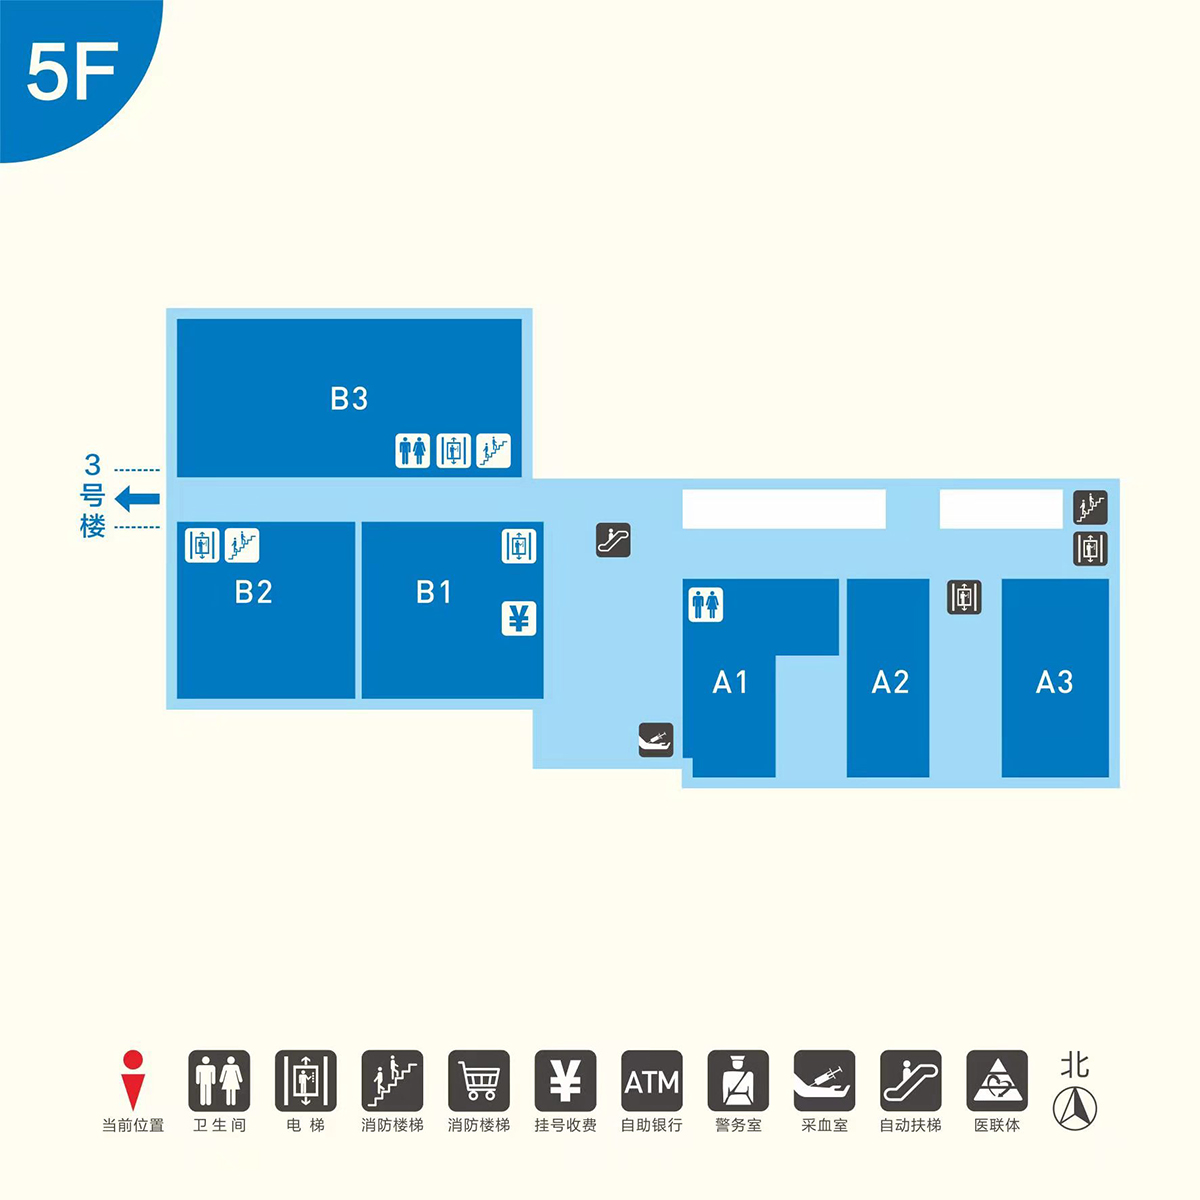 5F
B3
3
号
楼
B2
B1
¥
A1
A2
A3
¥
ATM
北
当前位置
卫生间
电梯
消防楼梯
消防楼梯
挂号收费
自助银行
警务室
采血室
自动扶梯
医联体